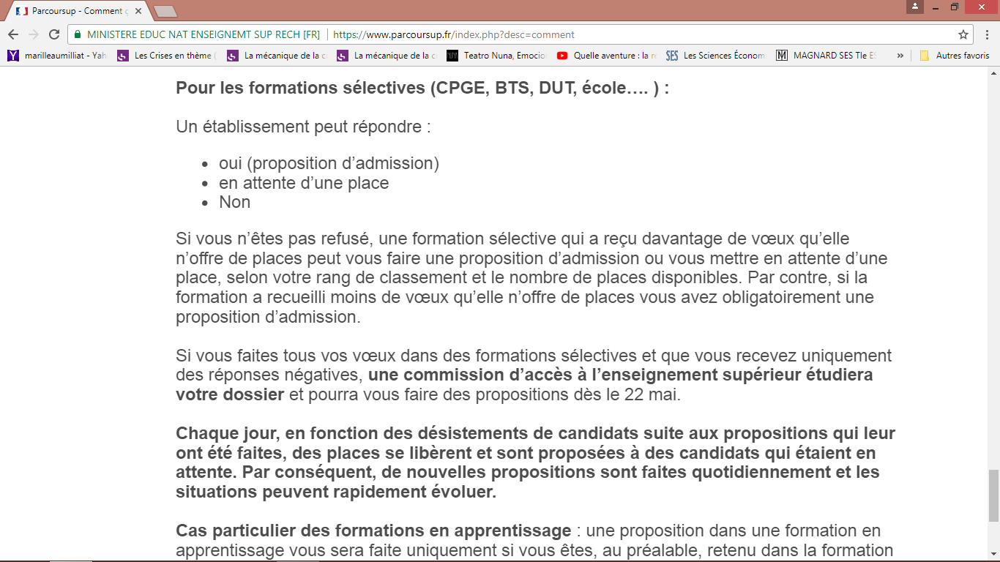 Parcoursup - Comment
MINISTERE EDUC NAT ENSEIGNEMT SUP RECH [FR] https://www.parcoursup.fr/index.php?desc=comment
marilleaumilliat - Yah Les Crises en thème La mécanique de la La mécanique de la Teatro Nuna, Emocio Quelle aventure : la SES Les Sciences Économ MAGNARD SES Tle » Autres favoris
Pour les formations sélectives (CPGE, BTS, DUT, école…. ) :
Un établissement peut répondre :
• oui (proposition d’admission)
• en attente d’une place
• Non
Si vous n’êtes pas refusé, une formation sélective qui a reçu davantage de vœux qu’elle
n’offre de places peut vous faire une proposition d’admission ou vous mettre en attente d’une
place, selon votre rang de classement et le nombre de places disponibles. Par contre, si la
formation a recueilli moins de vœux qu’elle n’offre de places vous avez obligatoirement une
proposition d’admission.
Si vous faites tous vos vœux dans des formations sélectives et que vous recevez uniquement
des réponses négatives, une commission d’accès à l’enseignement supérieur étudiera
votre dossier et pourra vous faire des propositions dès le 22 mai.
Chaque jour, en fonction des désistements de candidats suite aux propositions qui leur
ont été faites, des places se libèrent et sont proposées à des candidats qui étaient en
attente. Par conséquent, de nouvelles propositions sont faites quotidiennement et les
situations peuvent rapidement évoluer.
Cas particulier des formations en apprentissage : une proposition dans une formation en
apprentissage vous sera faite uniquement si vous êtes, au préalable, retenu dans la formation